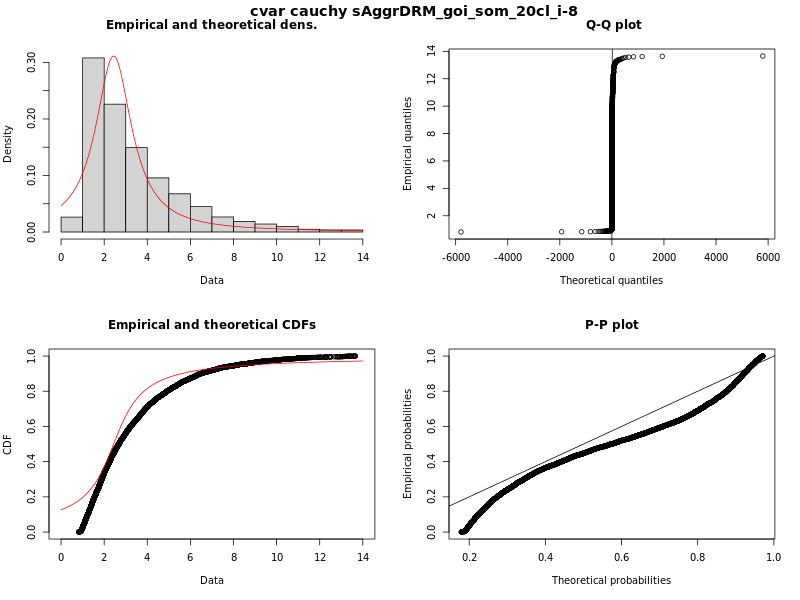 cvar cauchy sAggrDRM_goi_som_20cl_i-8
Empirical and theoretical dens.
Density
0.00 0.10 0.20 0.30
0 2 4 6 8 10 12 14
Data
Q-Q plot
Empirical quantiles
2 4 6 8 10 12 14
-6000 -4000 -2000 0 2000 4000 6000
Theoretical quantiles
Empirical and theoretical CDFs
CDF
0.0 0.2 0.4 0.6 0.8 1.0
0 2 4 6 8 10 12 14
Data
P-P plot
Empirical probabilities
0.0 0.2 0.4 0.6 0.8 1.0
0.2 0.4 0.6 0.8 1.0
Theoretical probabilities